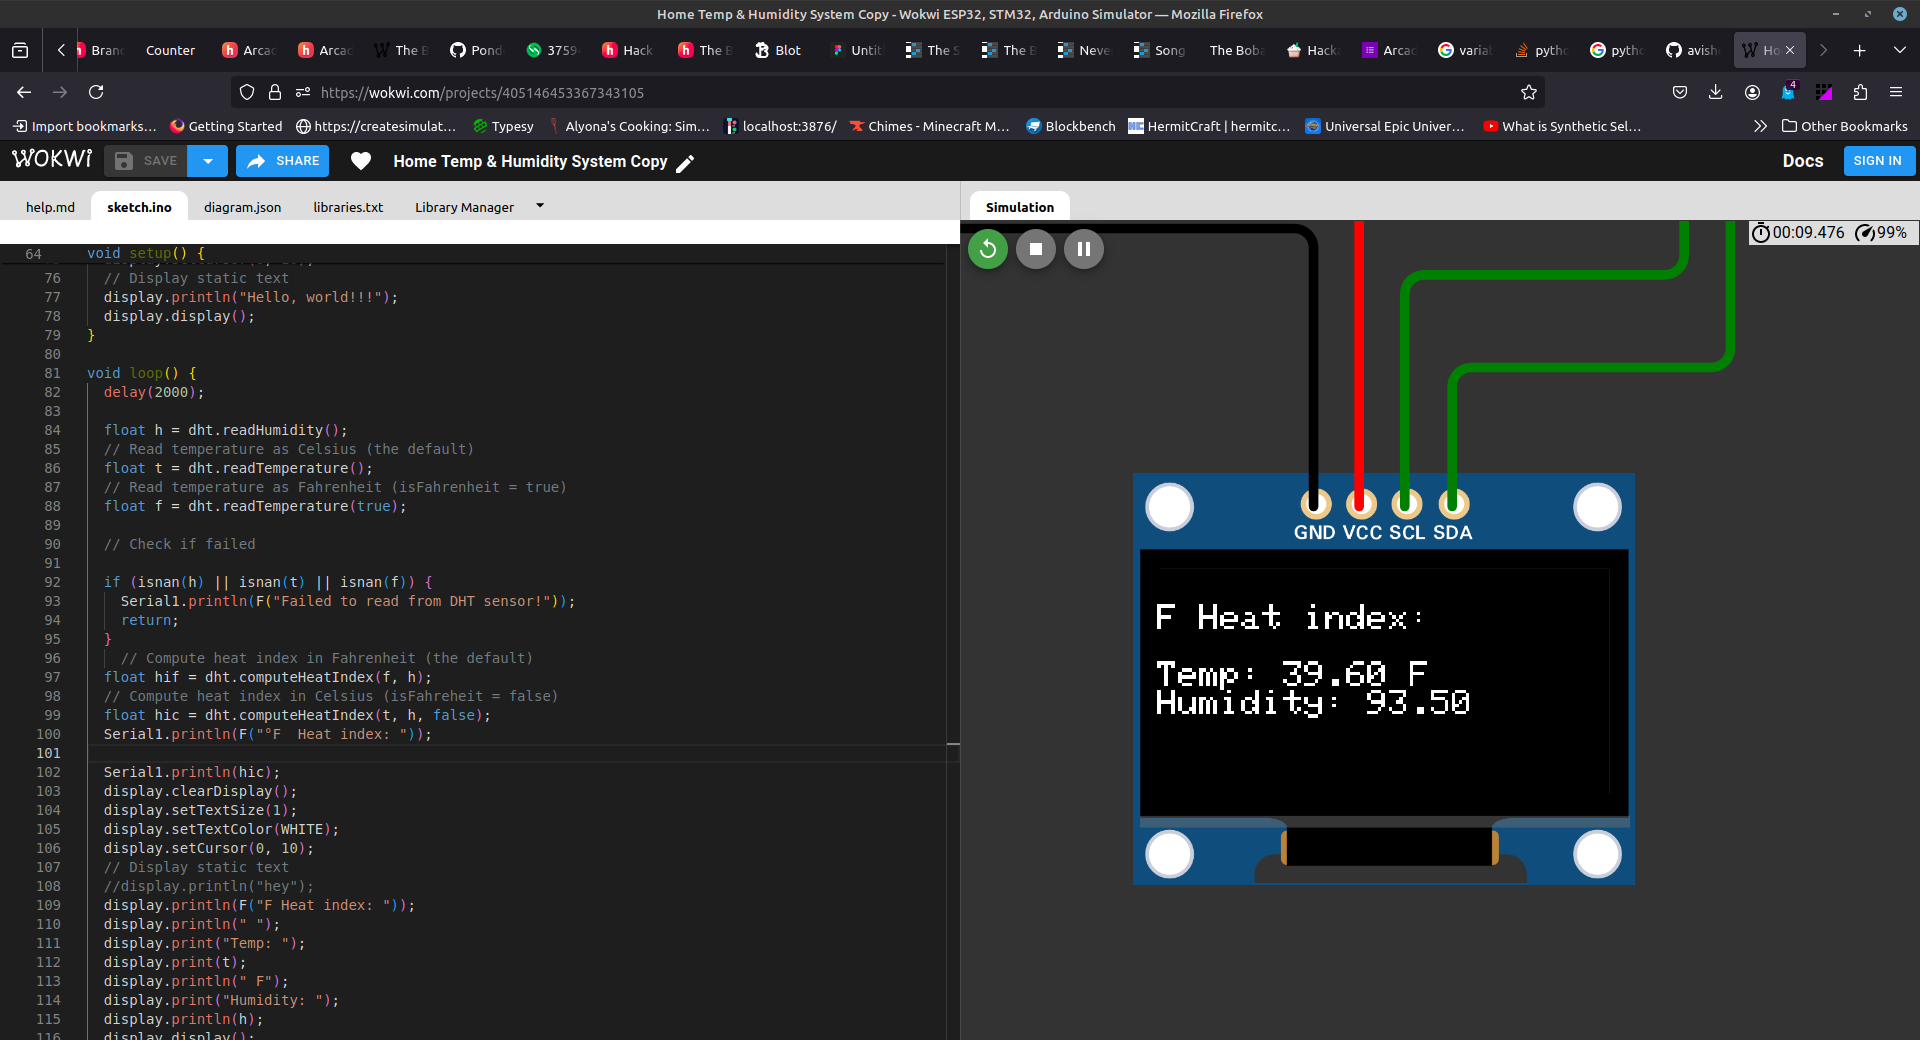 Home Temp & Humidity System Copy - Wokwi ESP32, STM32, Arduino Simulator — Mozilla Firefox
Bran Counter Arca Arca The B Pond 3759 Hack The B Blot Untit The S The B Neve Song The Boba Hack Arca varia pytho pytho avish Ho
https://wokwi.com/projects/405146453367343105
4
Import bookmarks... Getting Started https://createsimulat... Typesy Alyona's Cooking: Sim... localhost:3876/ Chimes - Minecraft M... Blockbench HermitCraft | hermitc... Universal Epic Univer... What is Synthetic Sel... Other Bookmarks
WOKWI SAVE SHARE Home Temp & Humidity System Copy Docs SIGN IN
help.md sketch.ino diagram.json libraries.txt Library Manager
64 void setup() {
76 // Display static text
77 display.println("Hello, world!!!");
78 display.display();
79 }
80
81 void loop() {
82 delay(2000);
83
84 float h = dht.readHumidity();
85 // Read temperature as Celsius (the default)
86 float t = dht.readTemperature();
87 // Read temperature as Fahrenheit (isFahrenheit = true)
88 float f = dht.readTemperature(true);
89
90 // Check if failed
91
92 if (isnan(h) || isnan(t) || isnan(f)) {
93 Serial1.println(F("Failed to read from DHT sensor!"));
94 return;
95 }
96 // Compute heat index in Fahrenheit (the default)
97 float hif = dht.computeHeatIndex(f, h);
98 // Compute heat index in Celsius (isFahreheit = false)
99 float hic = dht.computeHeatIndex(t, h, false);
100 Serial1.println(F("°F  Heat index: "));
101
102 Serial1.println(hic);
103 display.clearDisplay();
104 display.setTextSize(1);
105 display.setTextColor(WHITE);
106 display.setCursor(0, 10);
107 // Display static text
108 //display.println("hey");
109 display.println(F("F Heat index: "));
110 display.println(" ");
111 display.print("Temp: ");
112 display.print(t);
113 display.println(" F");
114 display.print("Humidity: ");
115 display.println(h);
116 display.display();
Simulation
00:09.476 99%
GND VCC SCL SDA
F Heat index:
Temp: 39.60 F
Humidity: 93.50